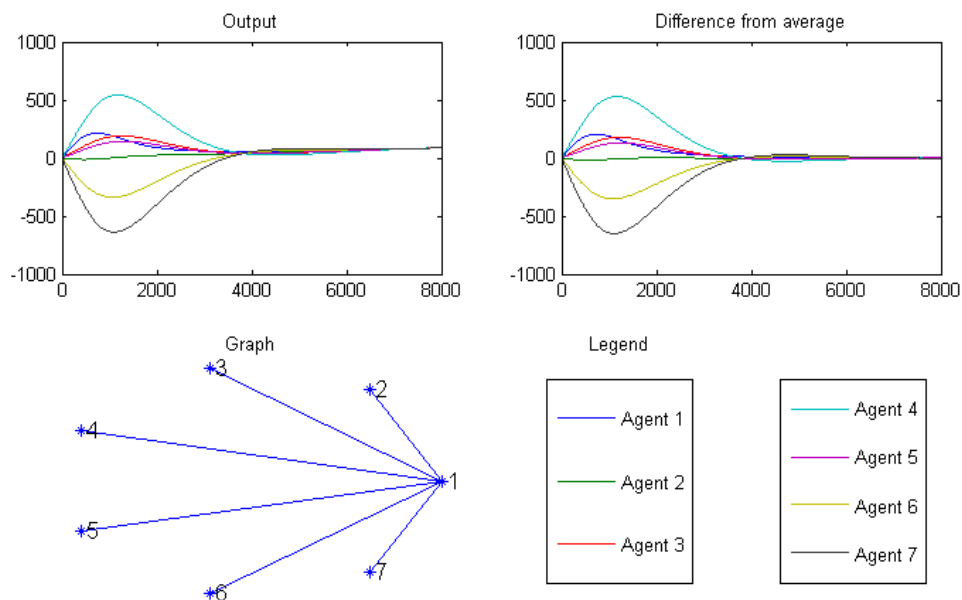 Output
1000
500
0
-500
-1000
0 2000 4000 6000 8000
Difference from average
1000
500
0
-500
-1000
0 2000 4000 6000 8000
Graph
3
2
4
1
5
7
6
Legend
Agent 1
Agent 2
Agent 3
Agent 4
Agent 5
Agent 6
Agent 7